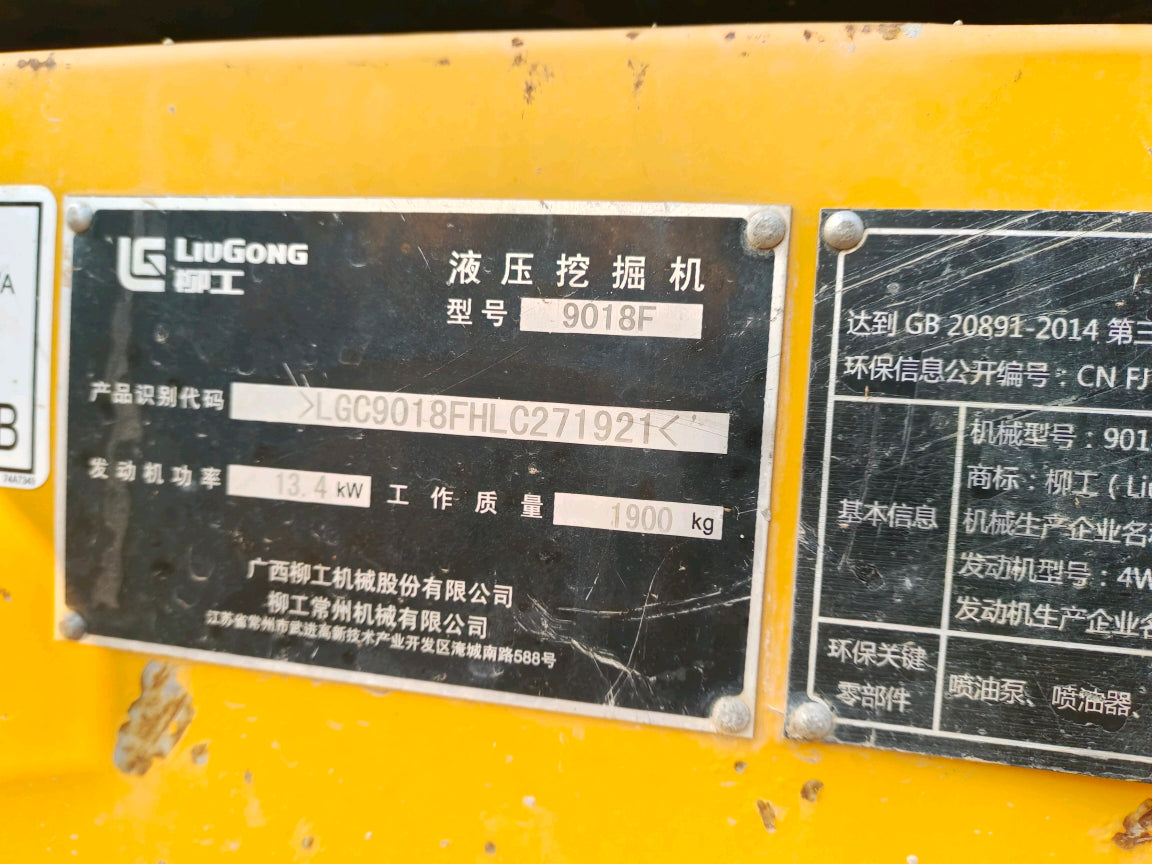 LG LIUGONG
柳工
液压挖掘机
型号 9018F
产品识别代码 >LGC9018FHLC271921<
发动机功率 13.4 kW 工作质量 1900 kg
广西柳工机械股份有限公司
柳工常州机械有限公司
江苏省常州市武进高新技术产业开发区淹城南路588号
/A
B
74A7349
达到 GB 20891-2014 第三
环保信息公开编号：CN FJ
基本信息
机械型号：901
商标：柳工（Liu
机械生产企业名
发动机型号：4W
发动机生产企业名
环保关键
零部件
喷油泵、喷油器、